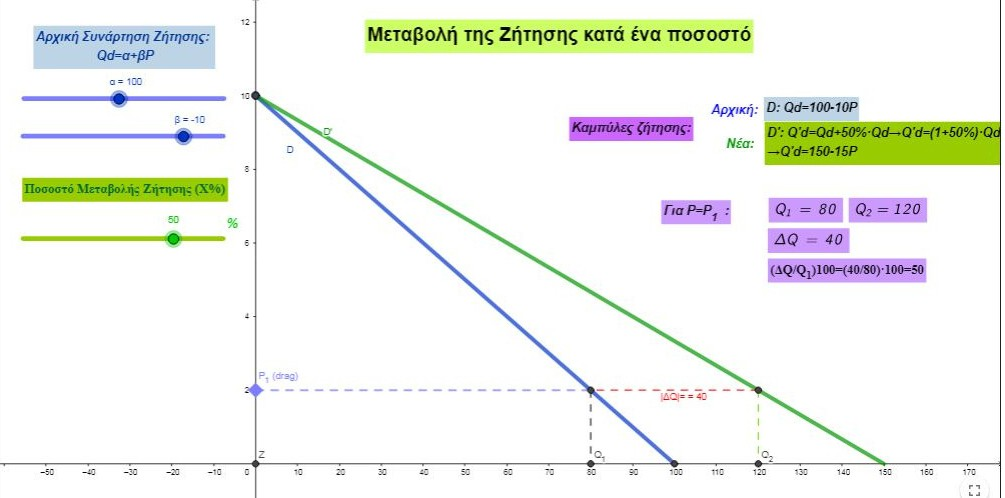 Μεταβολή της Ζήτησης κατά ένα ποσοστό
Αρχική Συνάρτηση Ζήτησης:
Qd=α+βP
α = 100
β = -10
Ποσοστό Μεταβολής Ζήτησης (Χ%)
50
%
Καμπύλες ζήτησης:
Αρχική:
D: Qd=100-10P
Νέα:
D': Q'd=Qd+50%·Qd→Q'd=(1+50%)·Qd
→Q'd=150-15P
Για P=P₁ :
Q₁ = 80
Q₂ = 120
ΔQ = 40
(ΔQ/Q₁)100=(40/80)·100=50
12
10
8
6
4
2
D'
D
P₁ (drag)
|ΔQ|= = 40
Z
Q₁
Q₂
−50 −40 −30 −20 −10 0 10 20 30 40 50 60 70 80 90 100 110 120 130 140 150 160 170